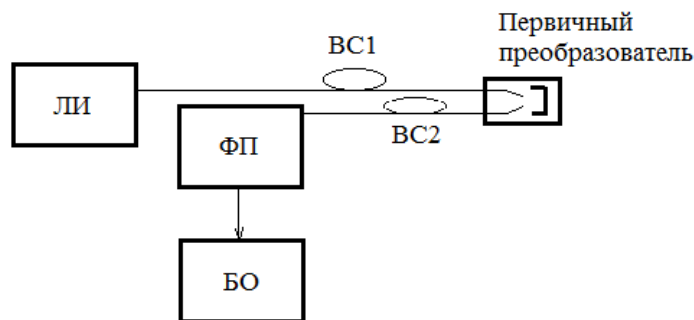 Первичный
преобразователь
ВС1
ЛИ
ФП
ВС2
БО